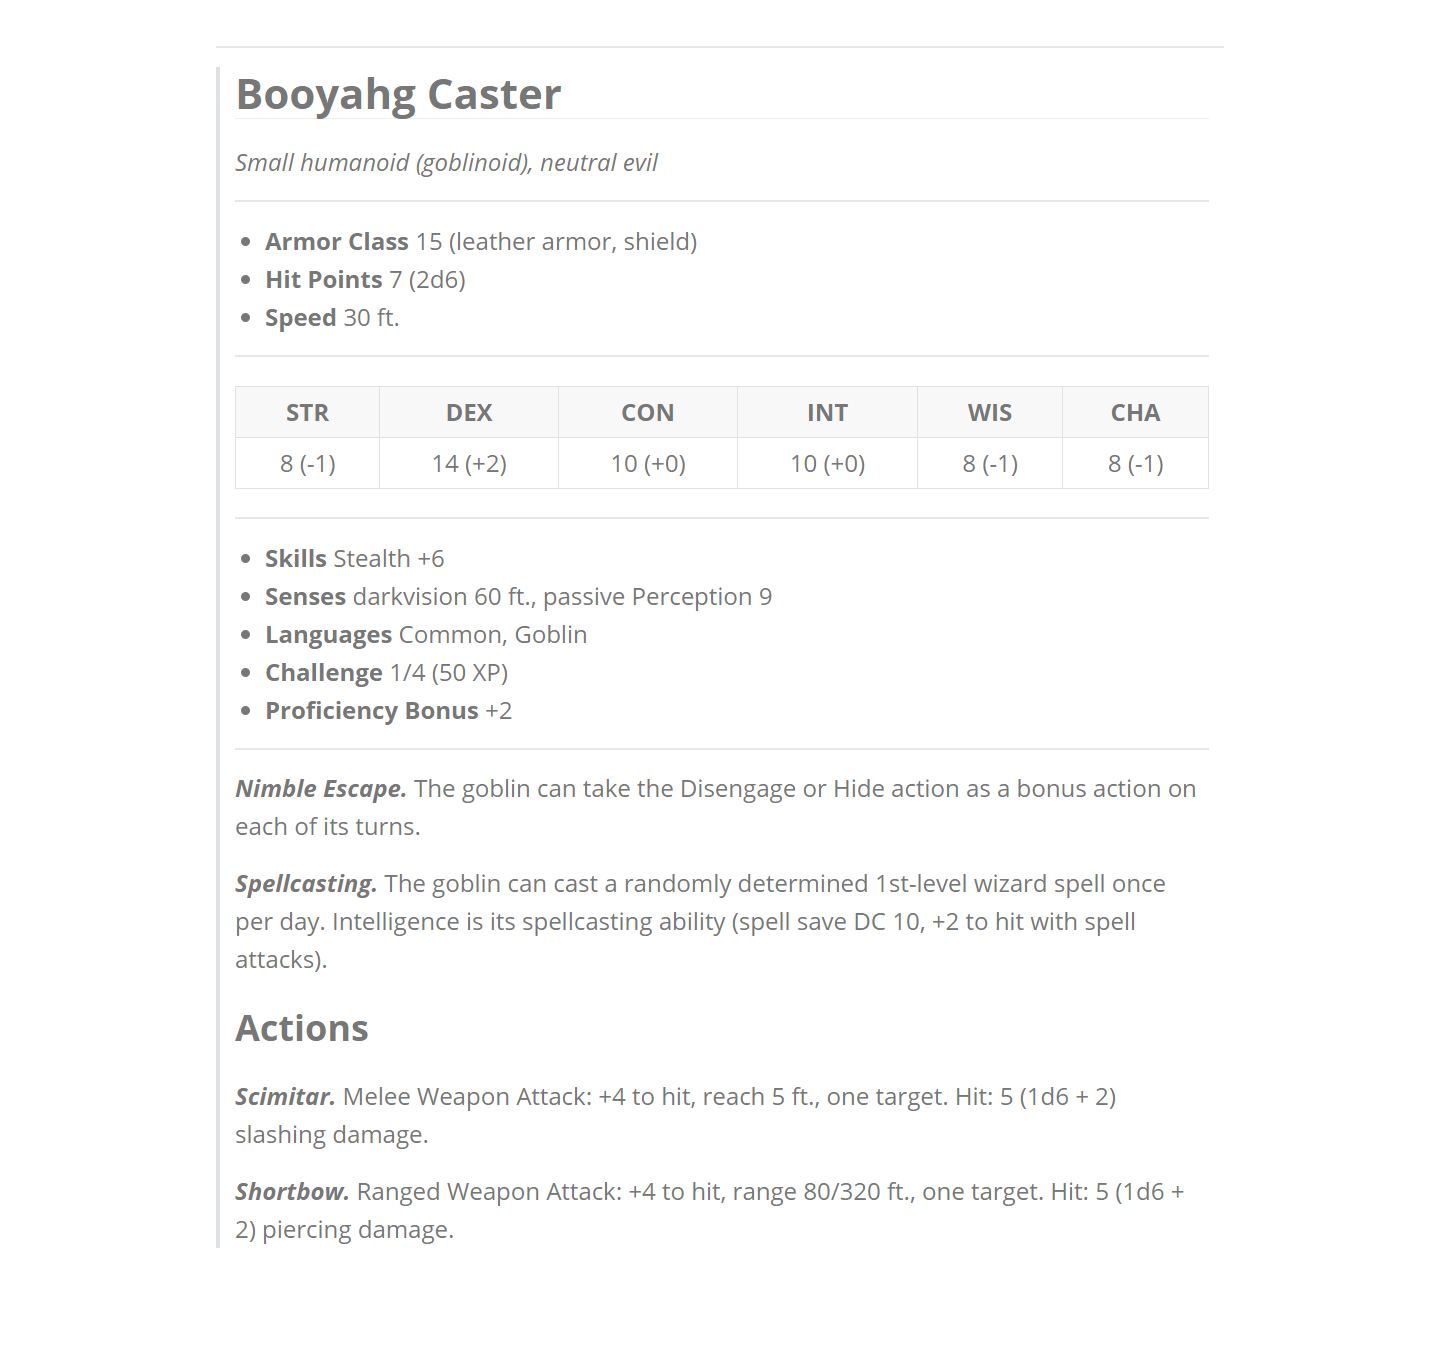 Booyahg Caster
Small humanoid (goblinoid), neutral evil
Armor Class 15 (leather armor, shield)
Hit Points 7 (2d6)
Speed 30 ft.
STR DEX CON INT WIS CHA
8 (-1) 14 (+2) 10 (+0) 10 (+0) 8 (-1) 8 (-1)
Skills Stealth +6
Senses darkvision 60 ft., passive Perception 9
Languages Common, Goblin
Challenge 1/4 (50 XP)
Proficiency Bonus +2
Nimble Escape. The goblin can take the Disengage or Hide action as a bonus action on
each of its turns.
Spellcasting. The goblin can cast a randomly determined 1st-level wizard spell once
per day. Intelligence is its spellcasting ability (spell save DC 10, +2 to hit with spell
attacks).
Actions
Scimitar. Melee Weapon Attack: +4 to hit, reach 5 ft., one target. Hit: 5 (1d6 + 2)
slashing damage.
Shortbow. Ranged Weapon Attack: +4 to hit, range 80/320 ft., one target. Hit: 5 (1d6 +
2) piercing damage.